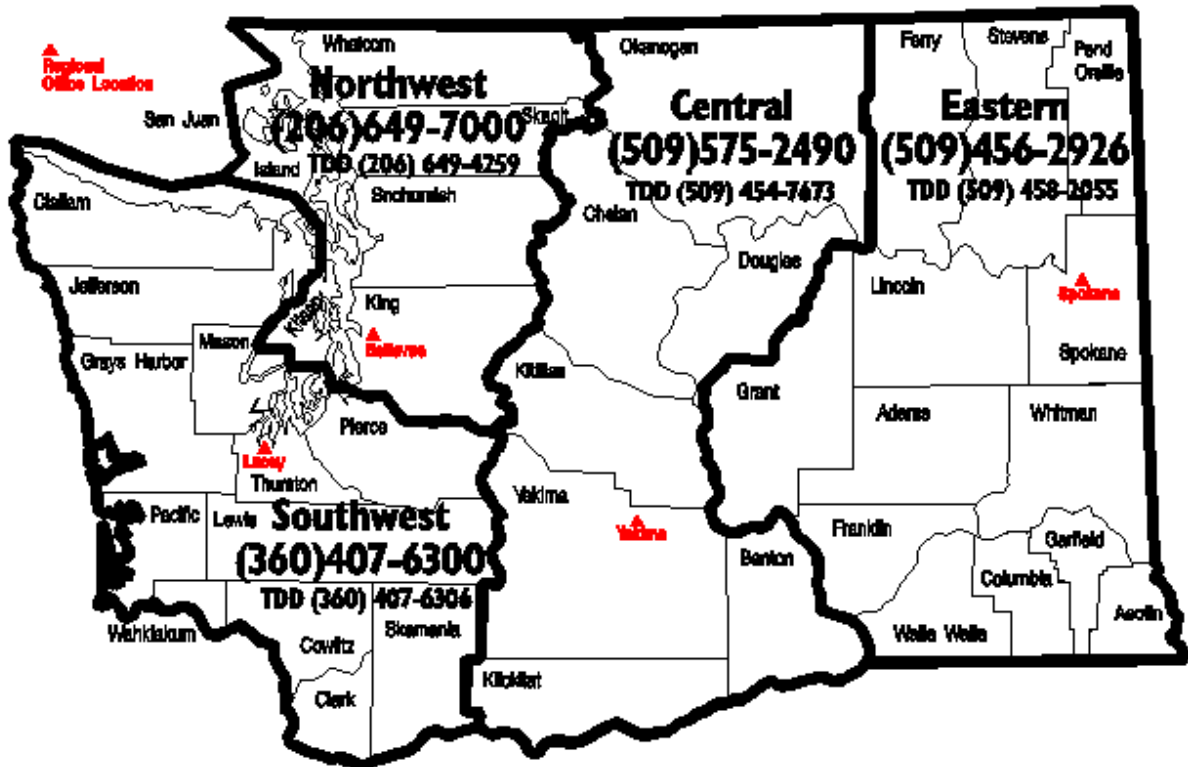 Regional
Office Location
Whatcom
Northwest
(206)649-7000
TDD (206) 649-4259
San Juan
Skagit
Island
Snohomish
King
Kitsap
Bellevue
Okanogan
Central
(509)575-2490
TDD (509) 454-7673
Chelan
Douglas
Kittitas
Yakima
Yakima
Benton
Klickitat
Ferry
Stevens
Pend
Oreille
Eastern
(509)456-2926
TDD (509) 458-2055
Lincoln
Spokane
Spokane
Grant
Adams
Whitman
Franklin
Garfield
Columbia
Walla Walla
Asotin
Clallam
Jefferson
Mason
Grays Harbor
Pierce
Lacey
Thurston
Pacific
Lewis
Southwest
(360)407-6300
TDD (360) 407-6306
Wahkiakum
Cowlitz
Skamania
Clark